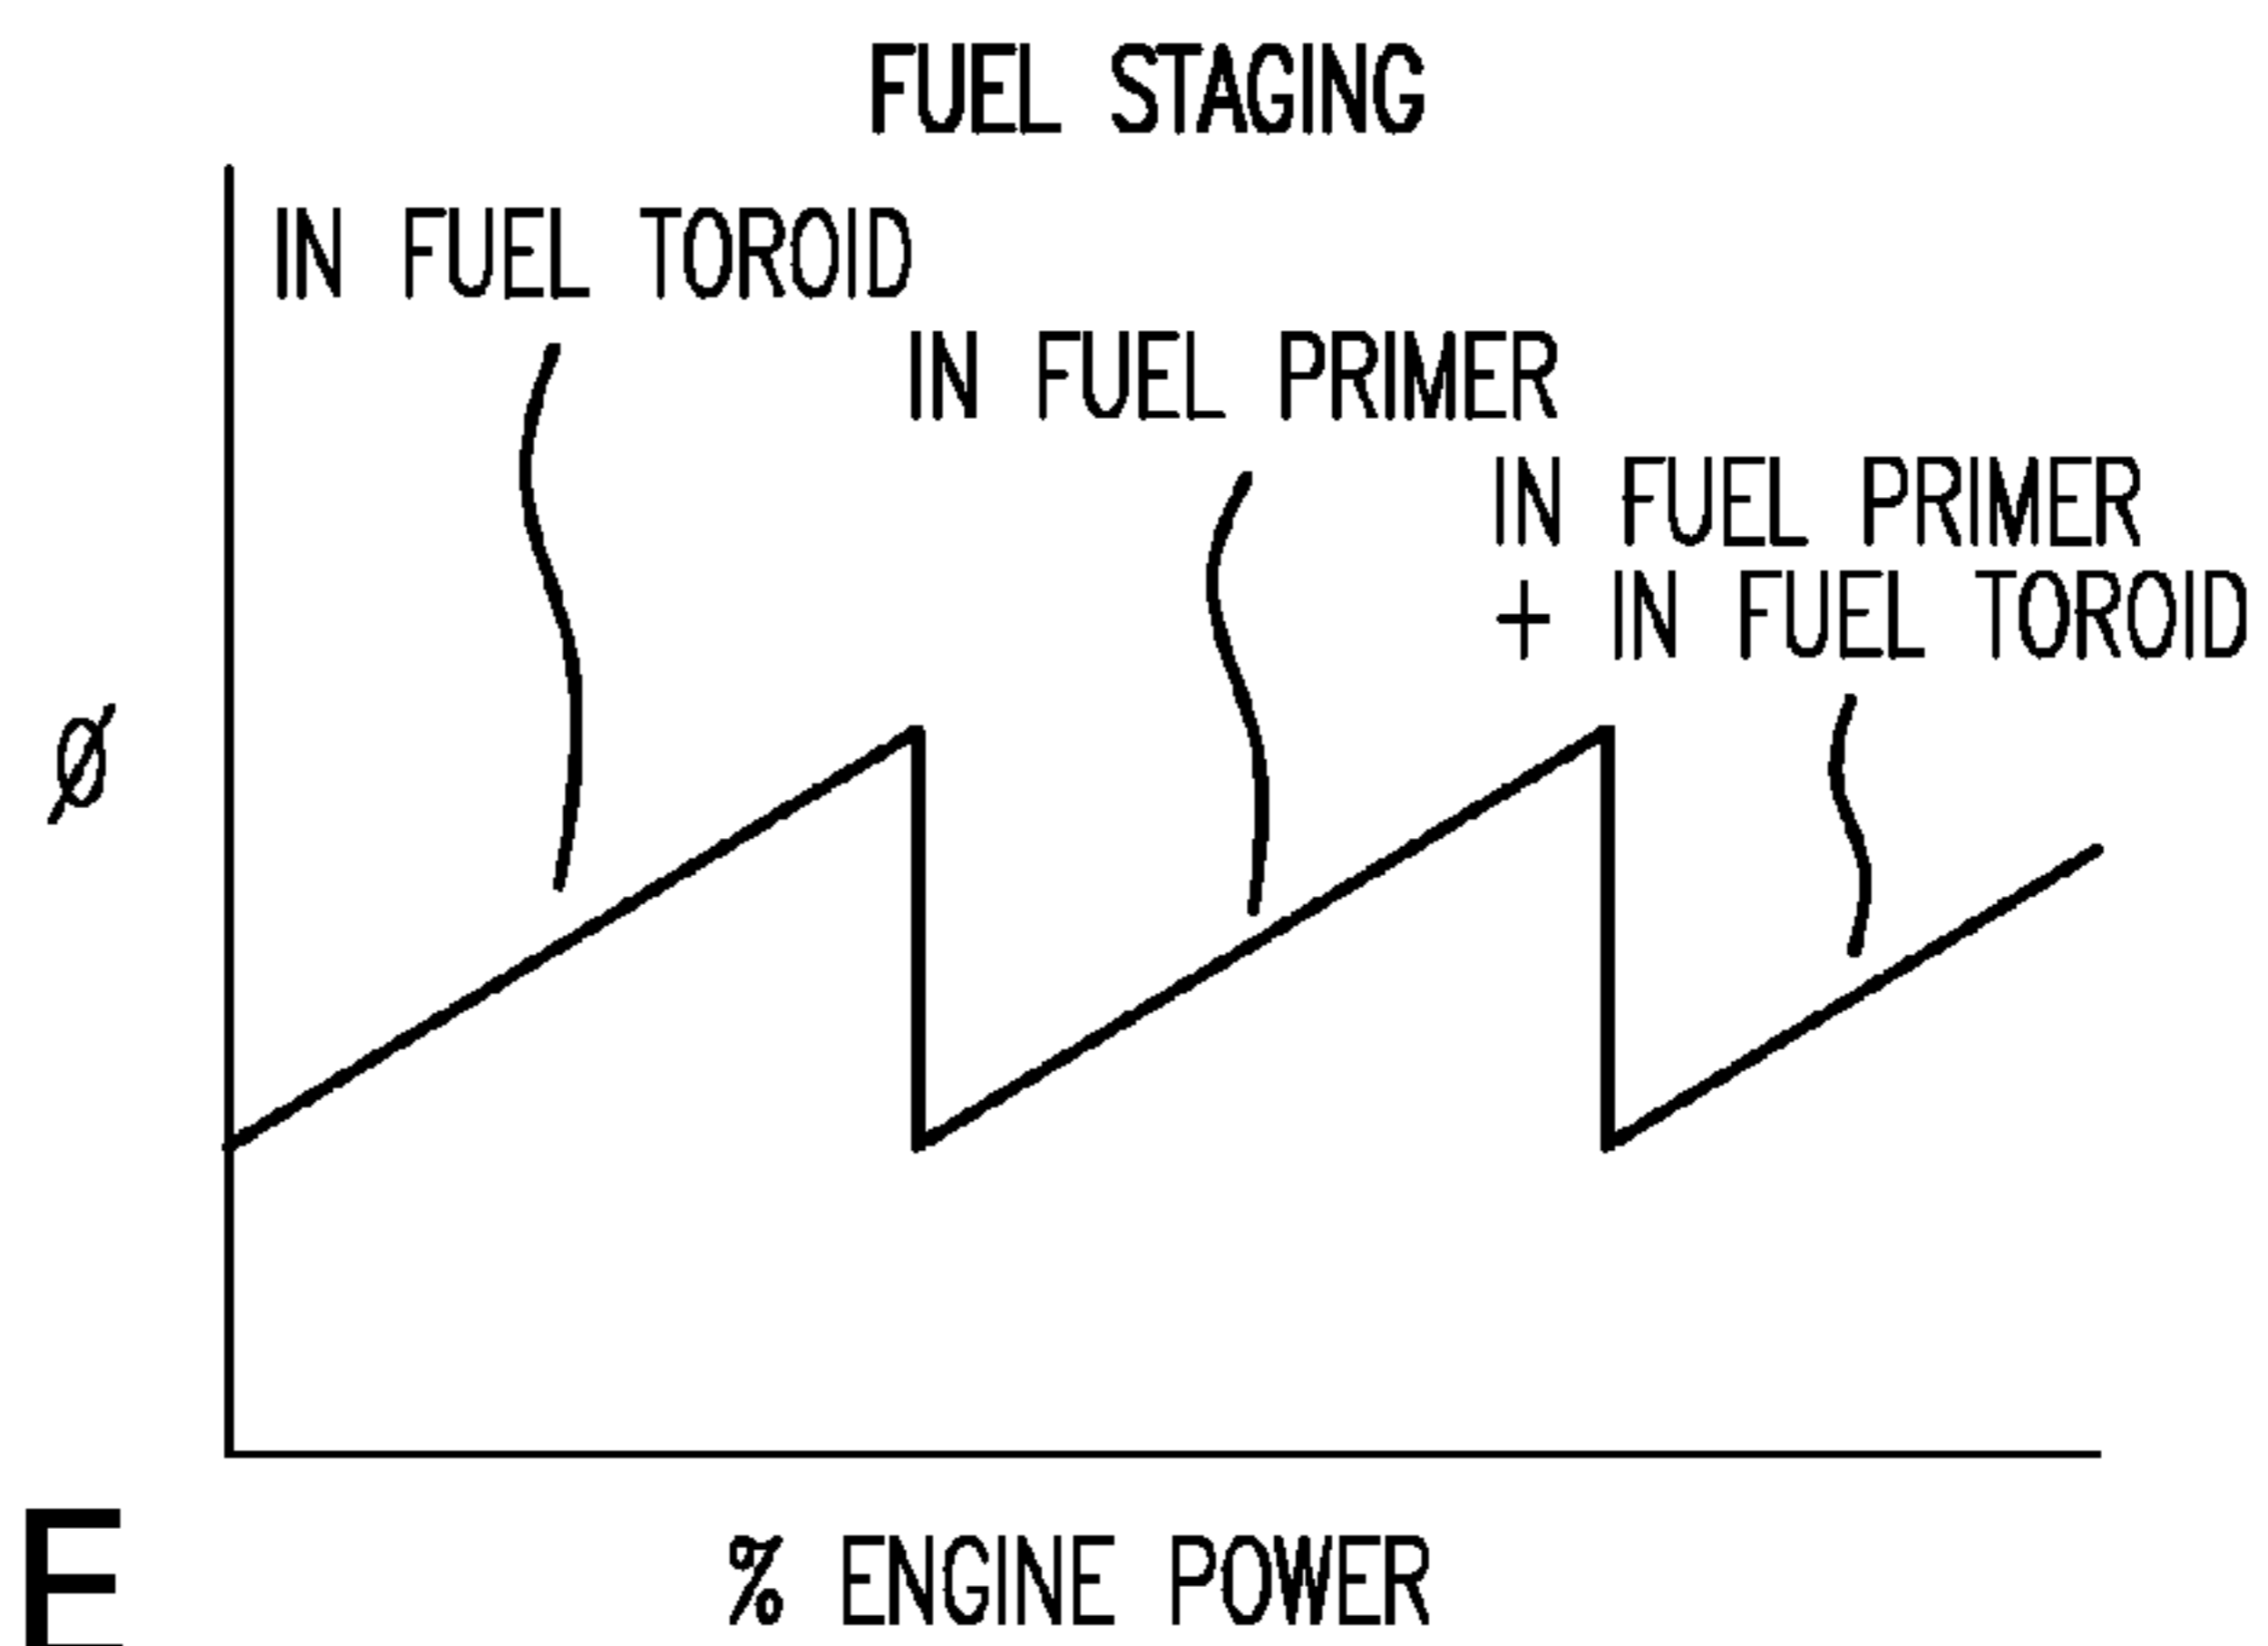 FUEL STAGING
IN FUEL TOROID
IN FUEL PRIMER
IN FUEL PRIMER
+ IN FUEL TOROID
Ø
% ENGINE POWER
E